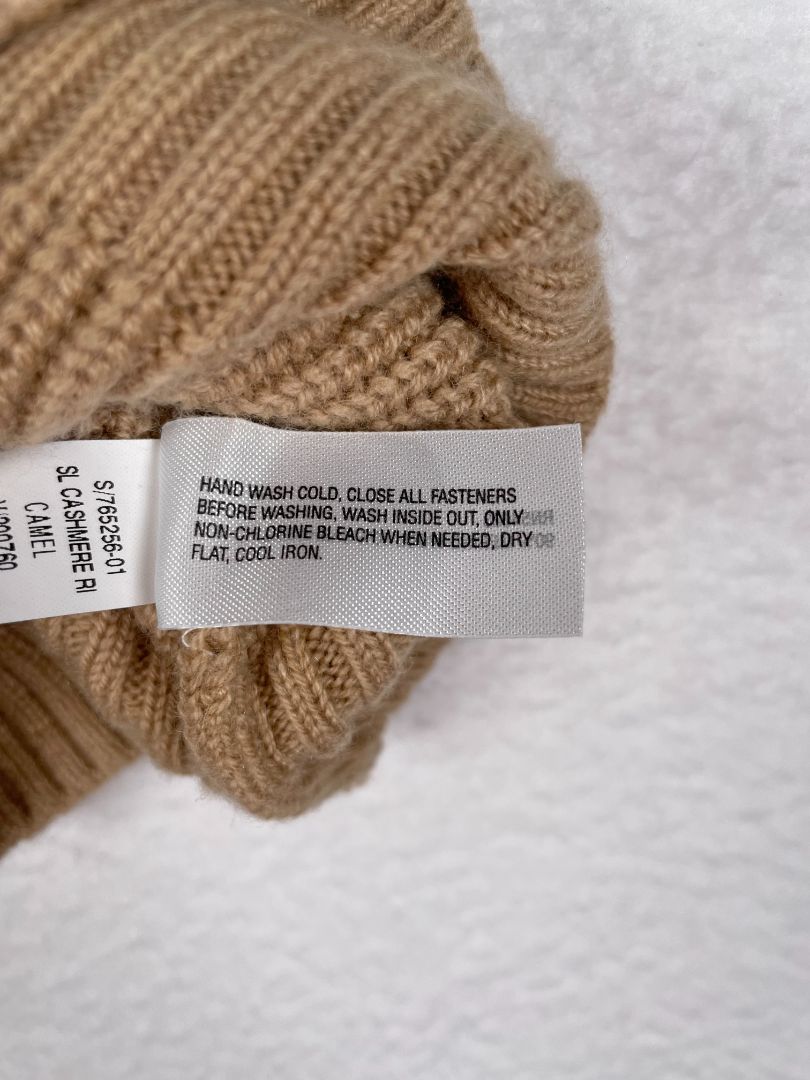 HAND WASH COLD, CLOSE ALL FASTENERS
BEFORE WASHING, WASH INSIDE OUT, ONLY
NON-CHLORINE BLEACH WHEN NEEDED, DRY
FLAT, COOL IRON.
S/765256-01
SL CASHMERE RI
CAMEL